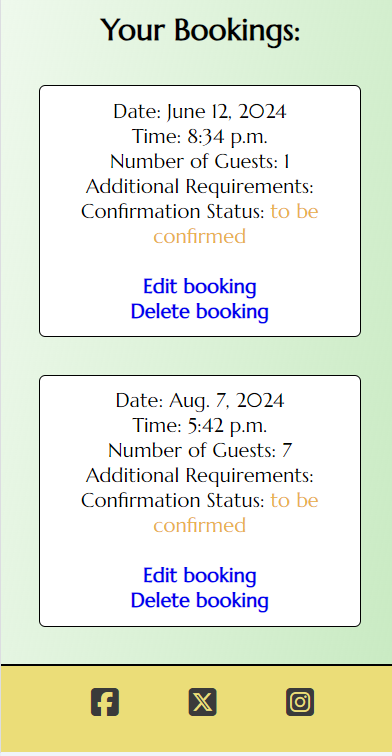 Your Bookings:
Date: June 12, 2024
Time: 8:34 p.m.
Number of Guests: 1
Additional Requirements:
Confirmation Status: to be
confirmed
Edit booking
Delete booking
Date: Aug. 7, 2024
Time: 5:42 p.m.
Number of Guests: 7
Additional Requirements:
Confirmation Status: to be
confirmed
Edit booking
Delete booking